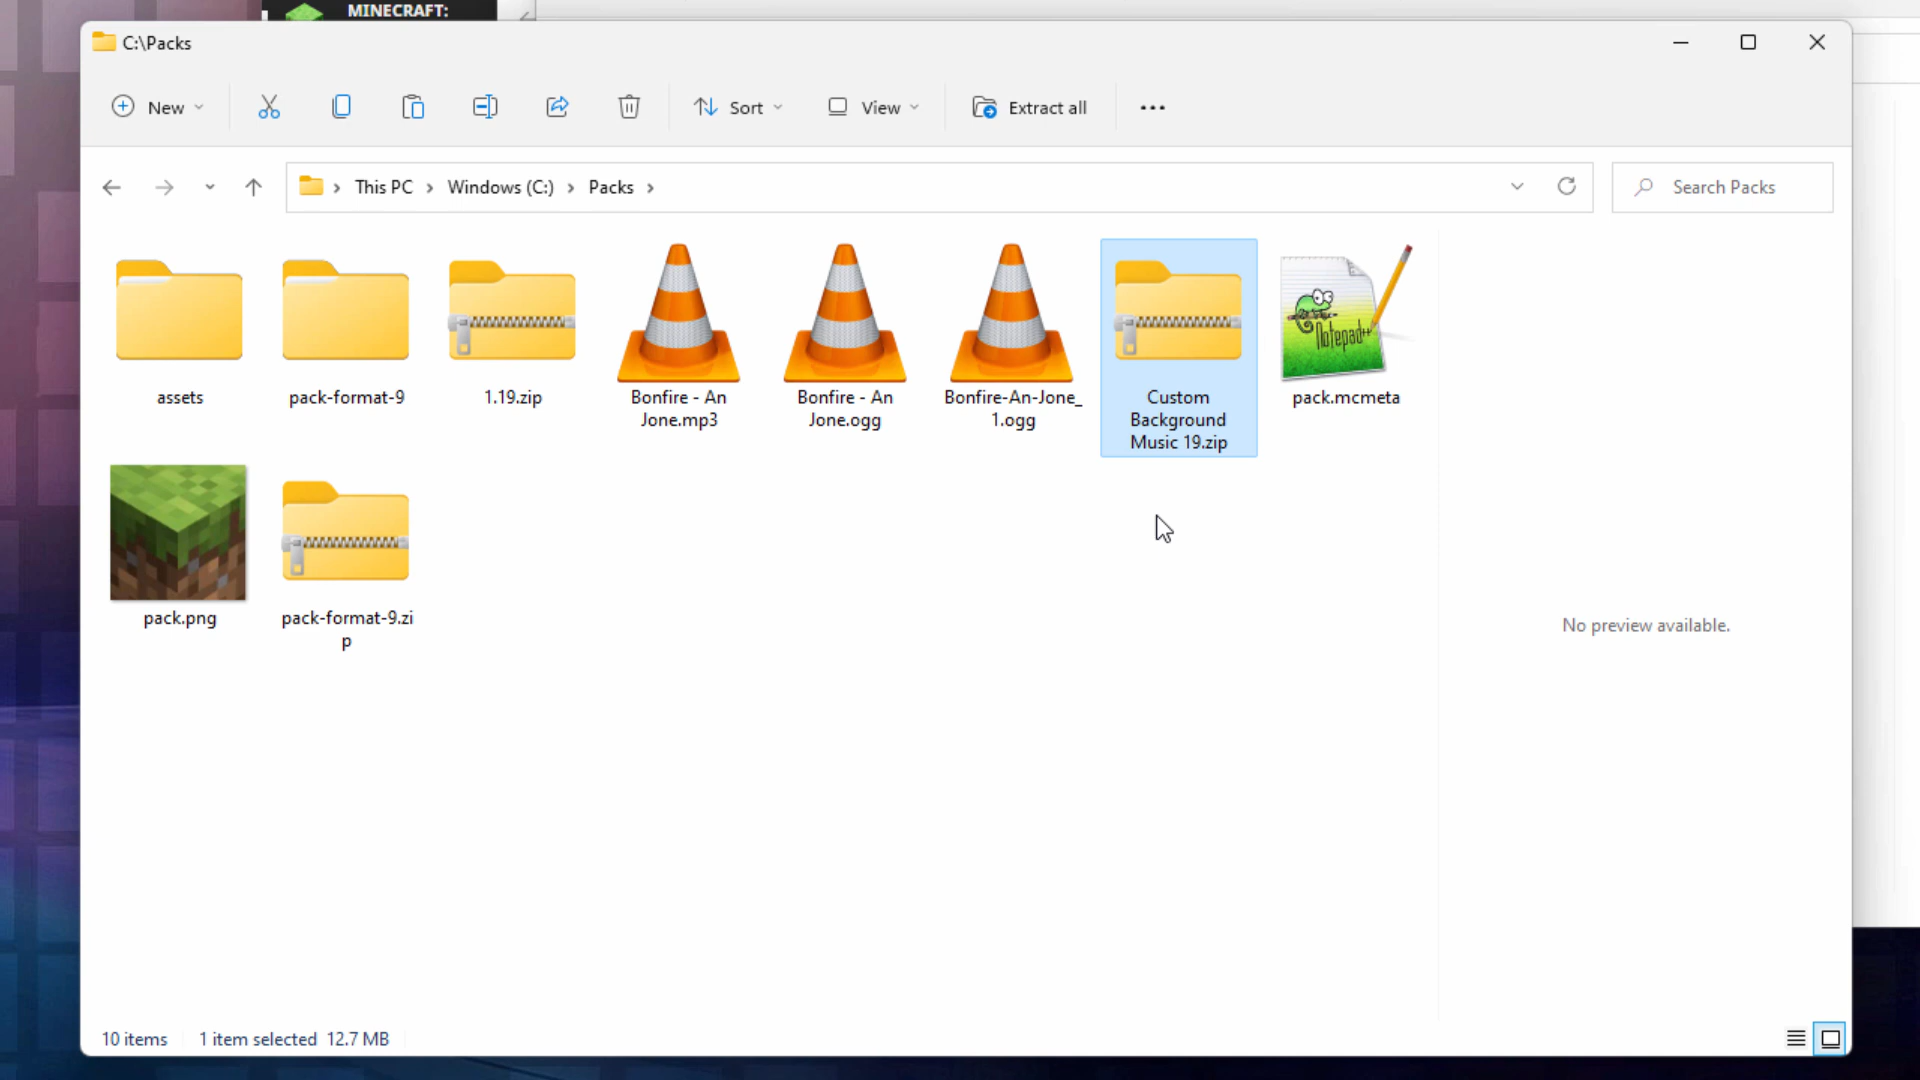 MINECRAFT:
C:\Packs
New
Sort
View
Extract all
This PC
Windows (C:)
Packs
Search Packs
assets
pack-format-9
1.19.zip
Bonfire - An
Jone.mp3
Bonfire - An
Jone.ogg
Bonfire-An-Jone_
1.ogg
Custom
Background
Music 19.zip
Notepad++
pack.mcmeta
pack.png
pack-format-9.zi
p
No preview available.
10 items
1 item selected 12.7 MB